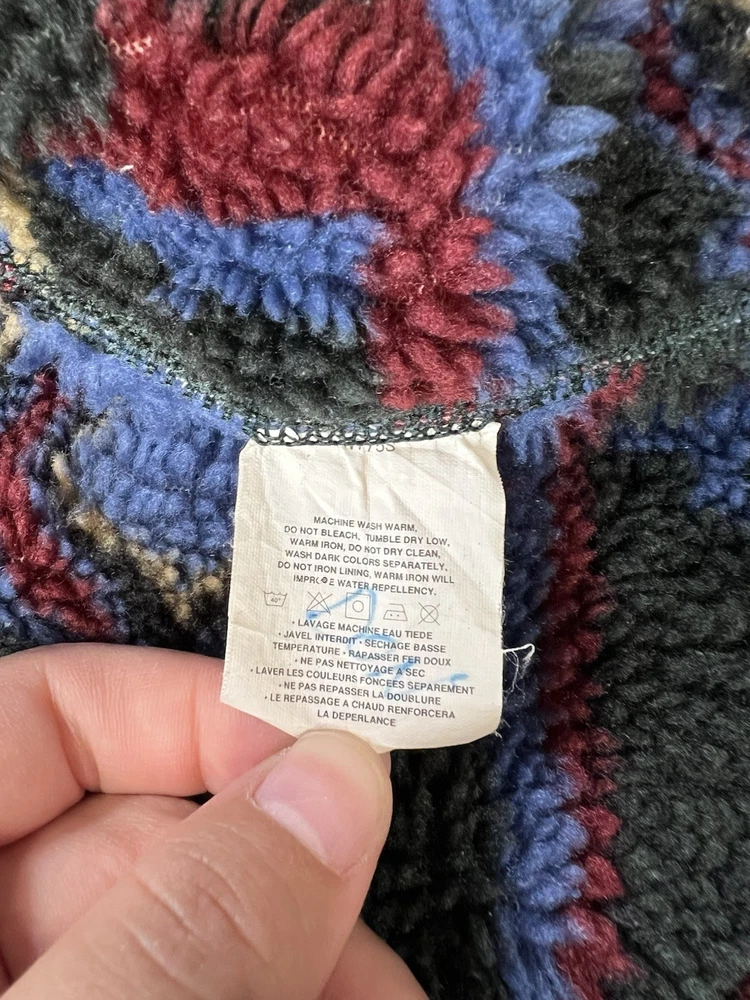 MACHINE WASH WARM,
DO NOT BLEACH, TUMBLE DRY LOW,
WARM IRON, DO NOT DRY CLEAN,
WASH DARK COLORS SEPARATELY.
DO NOT IRON LINING, WARM IRON WILL
IMPROVE WATER REPELLENCY.
40°
• LAVAGE MACHINE EAU TIEDE
• JAVEL INTERDIT • SECHAGE BASSE
TEMPERATURE • RAPASSER FER DOUX
• NE PAS NETTOYAGE A SEC
• LAVER LES COULEURS FONCEES SEPAREMENT
• NE PAS REPASSER LA DOUBLURE
• LE REPASSAGE A CHAUD RENFORCERA
LA DEPERLANCE